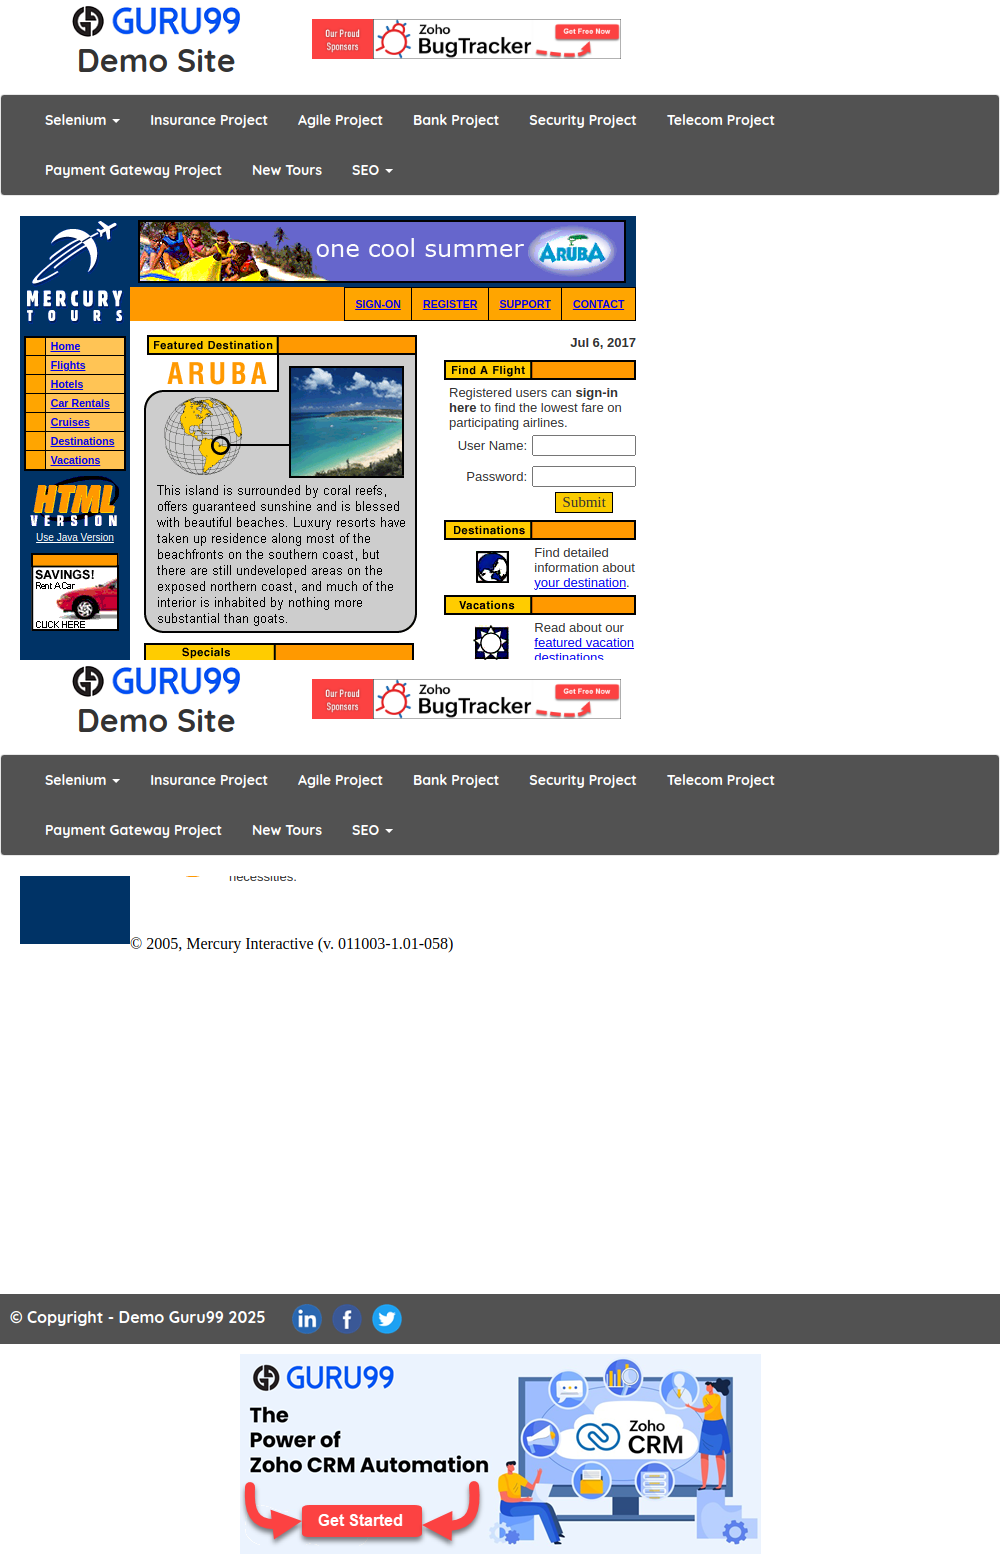 GURU99
Demo Site
Our Proud
Sponsors
Zoho
BugTracker
Get Free Now
Selenium
Insurance Project
Agile Project
Bank Project
Security Project
Telecom Project
Payment Gateway Project
New Tours
SEO
MERCURY
TOURS
one cool summer
ARUBA
SIGN-ON
REGISTER
SUPPORT
CONTACT
Home
Flights
Hotels
Car Rentals
Cruises
Destinations
Vacations
HTML
VERSION
Use Java Version
SAVINGS!
Rent A Car
CLICK HERE
Featured Destination
ARUBA
This island is surrounded by coral reefs,
offers guaranteed sunshine and is blessed
with beautiful beaches. Luxury resorts have
taken up residence along most of the
beachfronts on the southern coast, but
there are still undeveloped areas on the
exposed northern coast, and much of the
interior is inhabited by nothing more
substantial than goats.
Specials
Jul 6, 2017
Find A Flight
Registered users can sign-in
here to find the lowest fare on
participating airlines.
User Name:
Password:
Submit
Destinations
Find detailed
information about
your destination.
Vacations
Read about our
featured vacation
destinations
GURU99
Demo Site
Our Proud
Sponsors
Zoho
BugTracker
Get Free Now
Selenium
Insurance Project
Agile Project
Bank Project
Security Project
Telecom Project
Payment Gateway Project
New Tours
SEO
necessities.
© 2005, Mercury Interactive (v. 011003-1.01-058)
© Copyright - Demo Guru99 2025
GURU99
The
Power of
Zoho CRM Automation
Get Started
Zoho
CRM